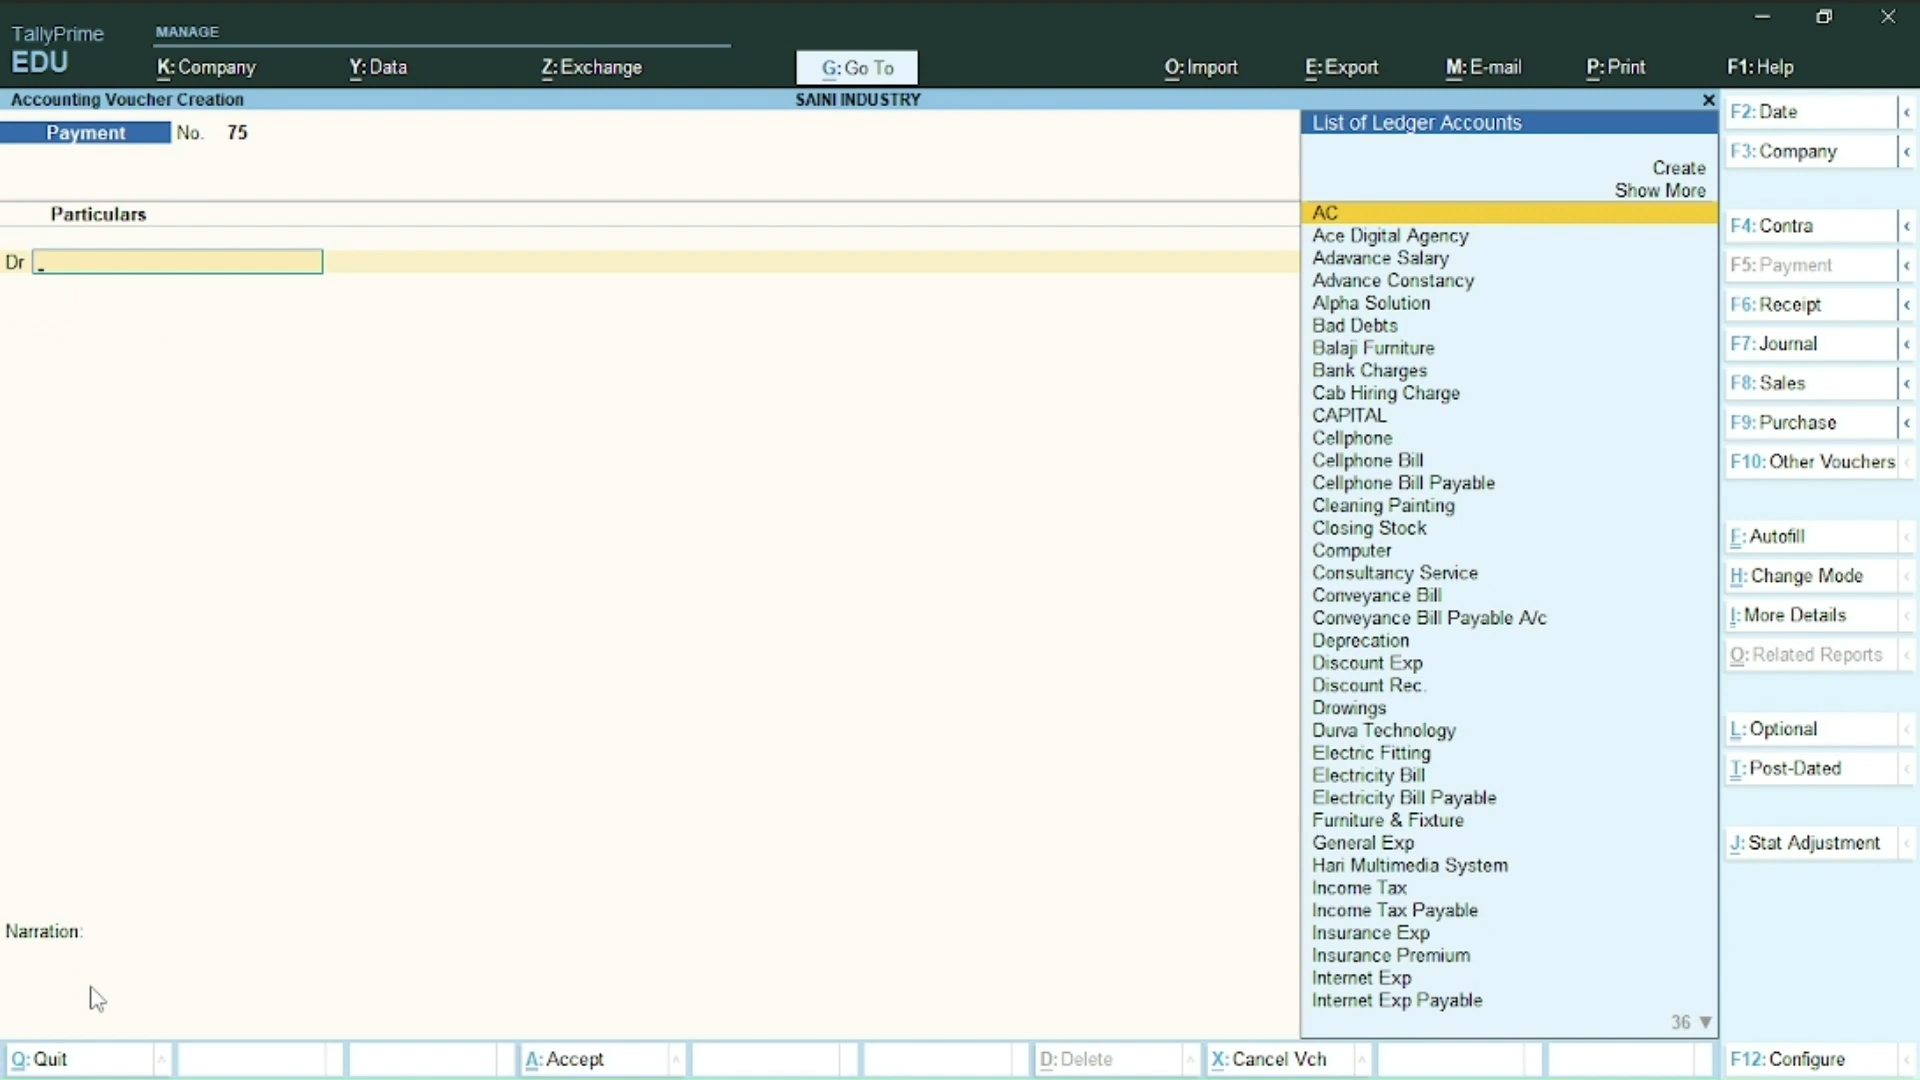 TallyPrime
EDU
MANAGE
K: Company
Y: Data
Z: Exchange
G: Go To
O: Import
E: Export
M: E-mail
P: Print
F1: Help
Accounting Voucher Creation
SAINI INDUSTRY
Payment No. 75
Particulars
Dr
Narration:
List of Ledger Accounts
Create
Show More
AC
Ace Digital Agency
Adavance Salary
Advance Constancy
Alpha Solution
Bad Debts
Balaji Furniture
Bank Charges
Cab Hiring Charge
CAPITAL
Cellphone
Cellphone Bill
Cellphone Bill Payable
Cleaning Painting
Closing Stock
Computer
Consultancy Service
Conveyance Bill
Conveyance Bill Payable A/c
Deprecation
Discount Exp
Discount Rec.
Drowings
Durva Technology
Electric Fitting
Electricity Bill
Electricity Bill Payable
Furniture & Fixture
General Exp
Hari Multimedia System
Income Tax
Income Tax Payable
Insurance Exp
Insurance Premium
Internet Exp
Internet Exp Payable
36 ▼
F2: Date
F3: Company
F4: Contra
F5: Payment
F6: Receipt
F7: Journal
F8: Sales
F9: Purchase
F10: Other Vouchers
F: Autofill
H: Change Mode
I: More Details
O: Related Reports
L: Optional
T: Post-Dated
J: Stat Adjustment
Q: Quit
A: Accept
D: Delete
X: Cancel Vch
F12: Configure